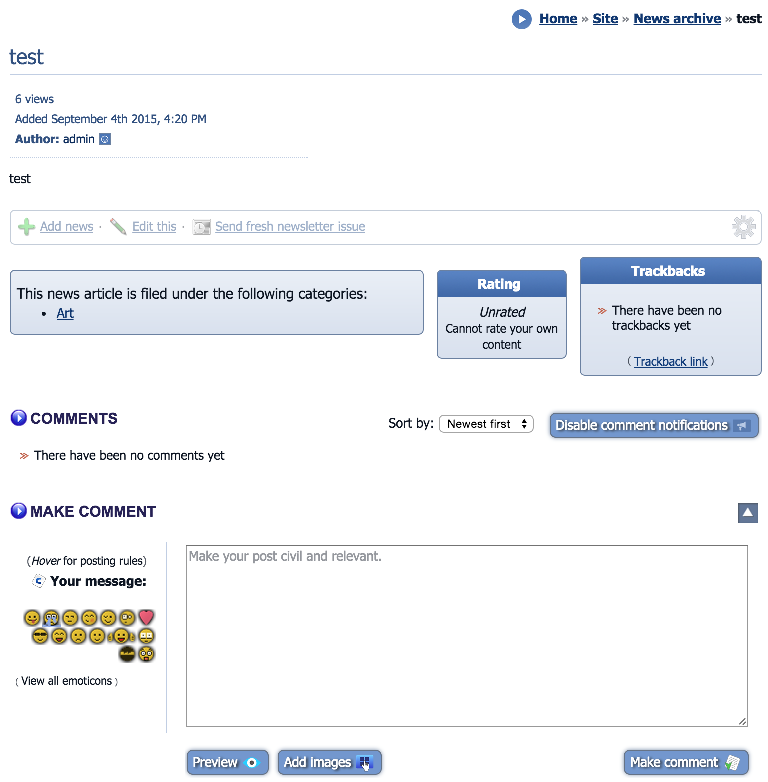 Home » Site » News archive » test
test
6 views
Added September 4th 2015, 4:20 PM
Author: admin
test
Add news · Edit this · Send fresh newsletter issue
This news article is filed under the following categories:
• Art
Rating
Unrated
Cannot rate your own
content
Trackbacks
There have been no
trackbacks yet
( Trackback link )
COMMENTS
Sort by: Newest first
Disable comment notifications
There have been no comments yet
MAKE COMMENT
(Hover for posting rules)
Your message:
( View all emoticons )
Make your post civil and relevant.
Preview
Add images
Make comment